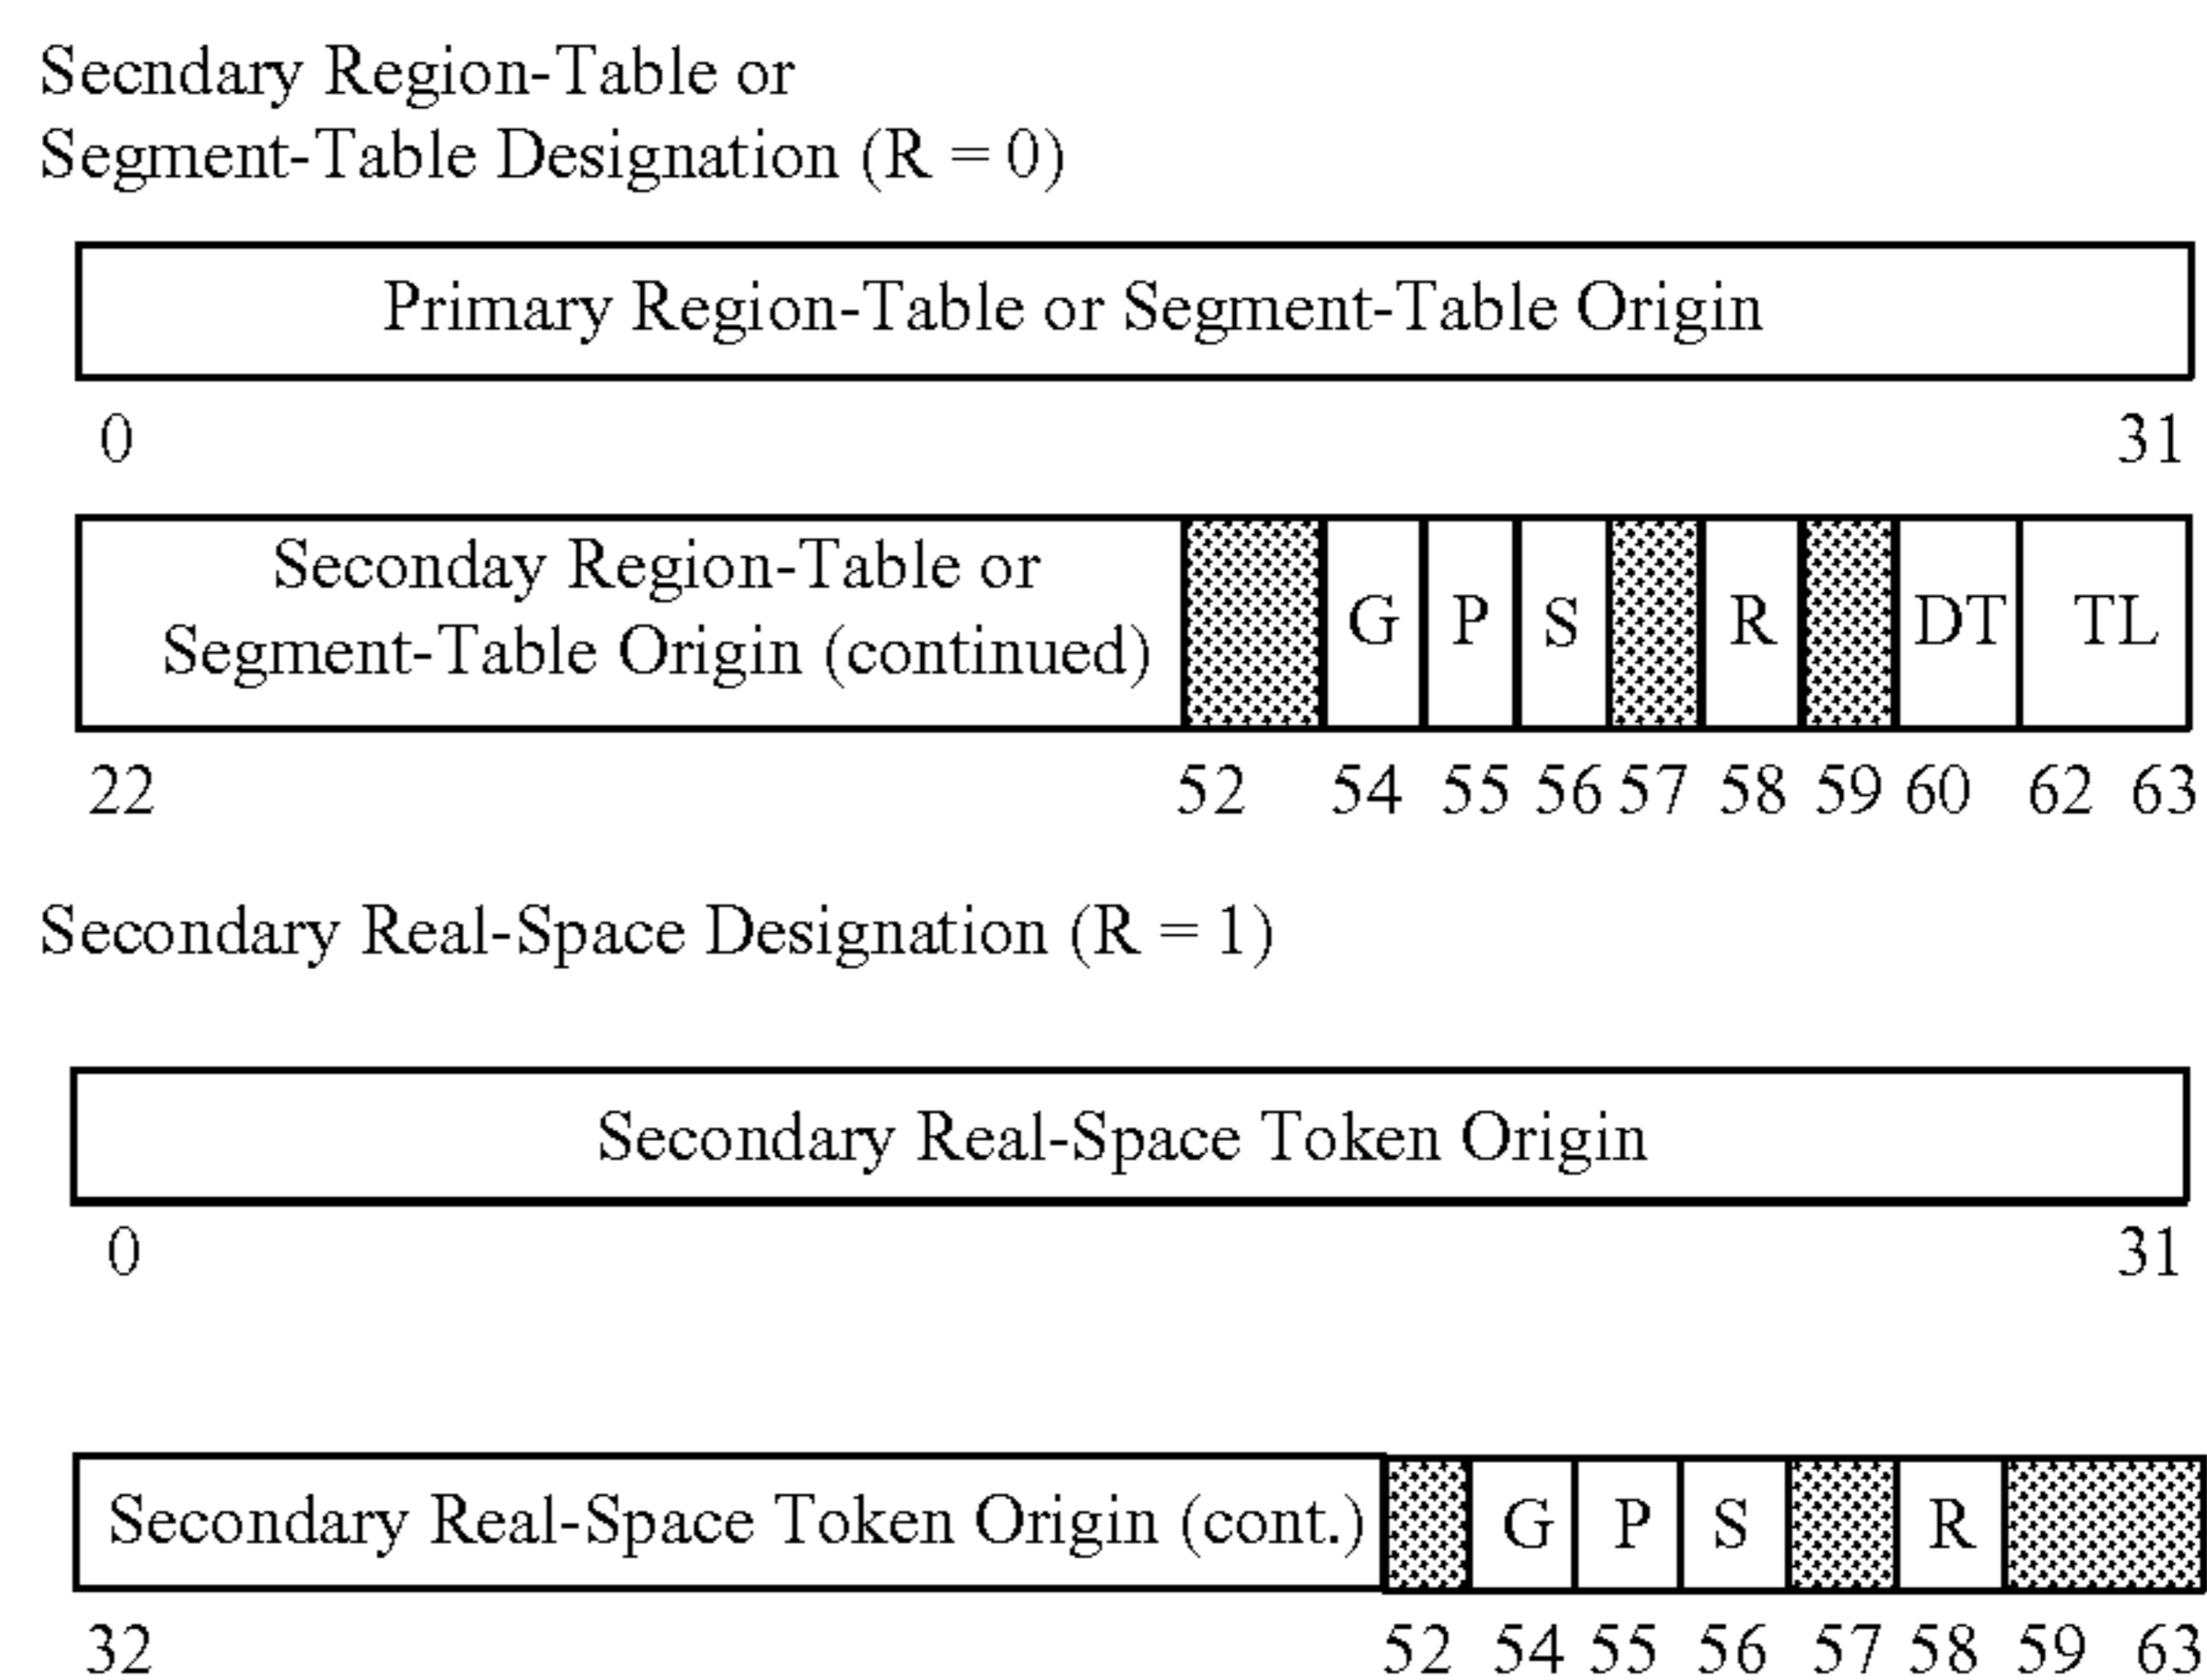 Secndary Region-Table or
Segment-Table Designation (R = 0)
Primary Region-Table or Segment-Table Origin
0 31
Seconday Region-Table or
Segment-Table Origin (continued)
G P S R DT TL
22 52 54 55 56 57 58 59 60 62 63
Secondary Real-Space Designation (R = 1)
Secondary Real-Space Token Origin
0 31
Secondary Real-Space Token Origin (cont.) G P S R
32 52 54 55 56 57 58 59 63